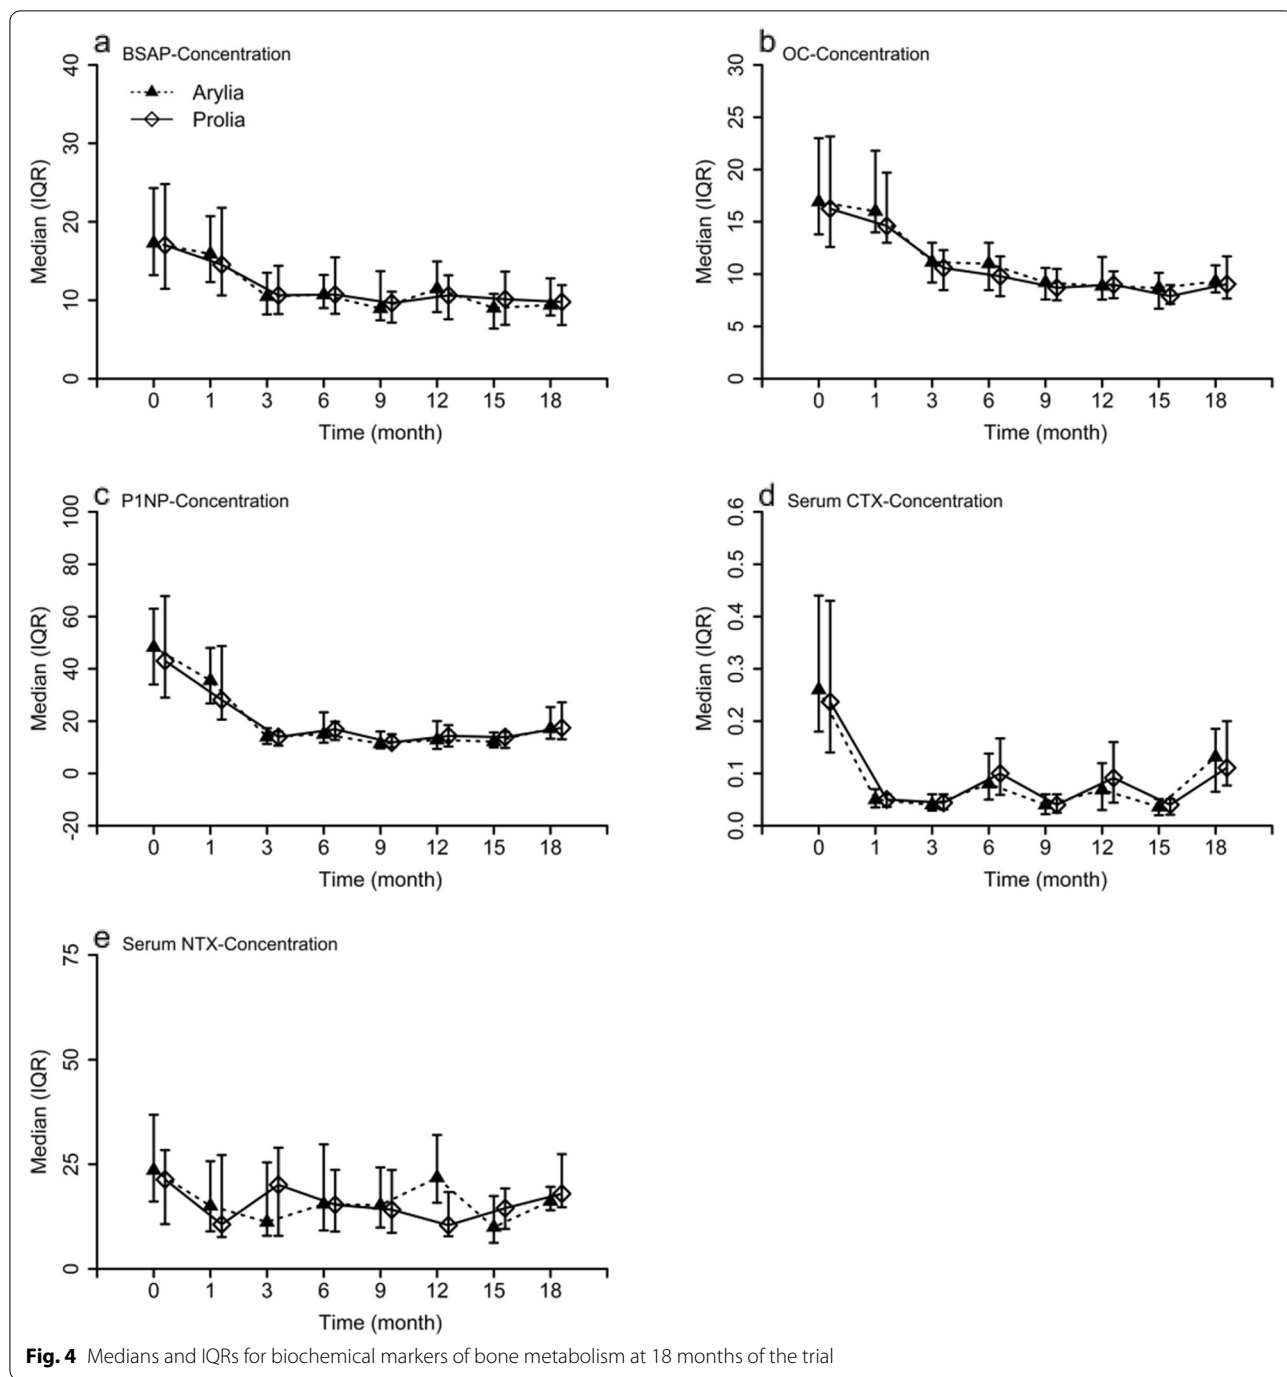 a BSAP-Concentration
Median (IQR)
40
30
20
10
0
Arylia
Prolia
0 1 3 6 9 12 15 18
Time (month)
b OC-Concentration
Median (IQR)
30
25
20
15
10
5
0
0 1 3 6 9 12 15 18
Time (month)
c P1NP-Concentration
Median (IQR)
100
80
60
40
20
0
-20
0 1 3 6 9 12 15 18
Time (month)
d Serum CTX-Concentration
Median (IQR)
0.6
0.5
0.4
0.3
0.2
0.1
0.0
0 1 3 6 9 12 15 18
Time (month)
e Serum NTX-Concentration
Median (IQR)
75
50
25
0
0 1 3 6 9 12 15 18
Time (month)
Fig. 4 Medians and IQRs for biochemical markers of bone metabolism at 18 months of the trial